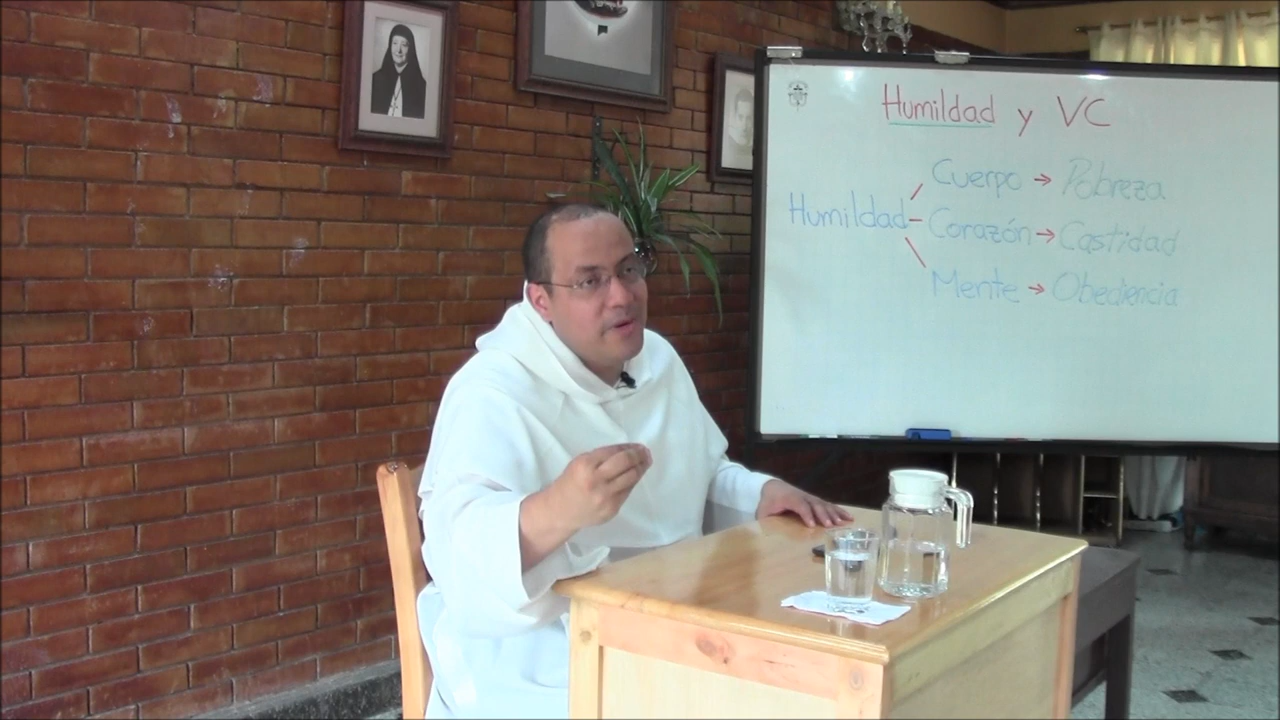 Humildad y VC
Cuerpo → Pobreza
Humildad Corazón → Castidad
Mente → Obediencia